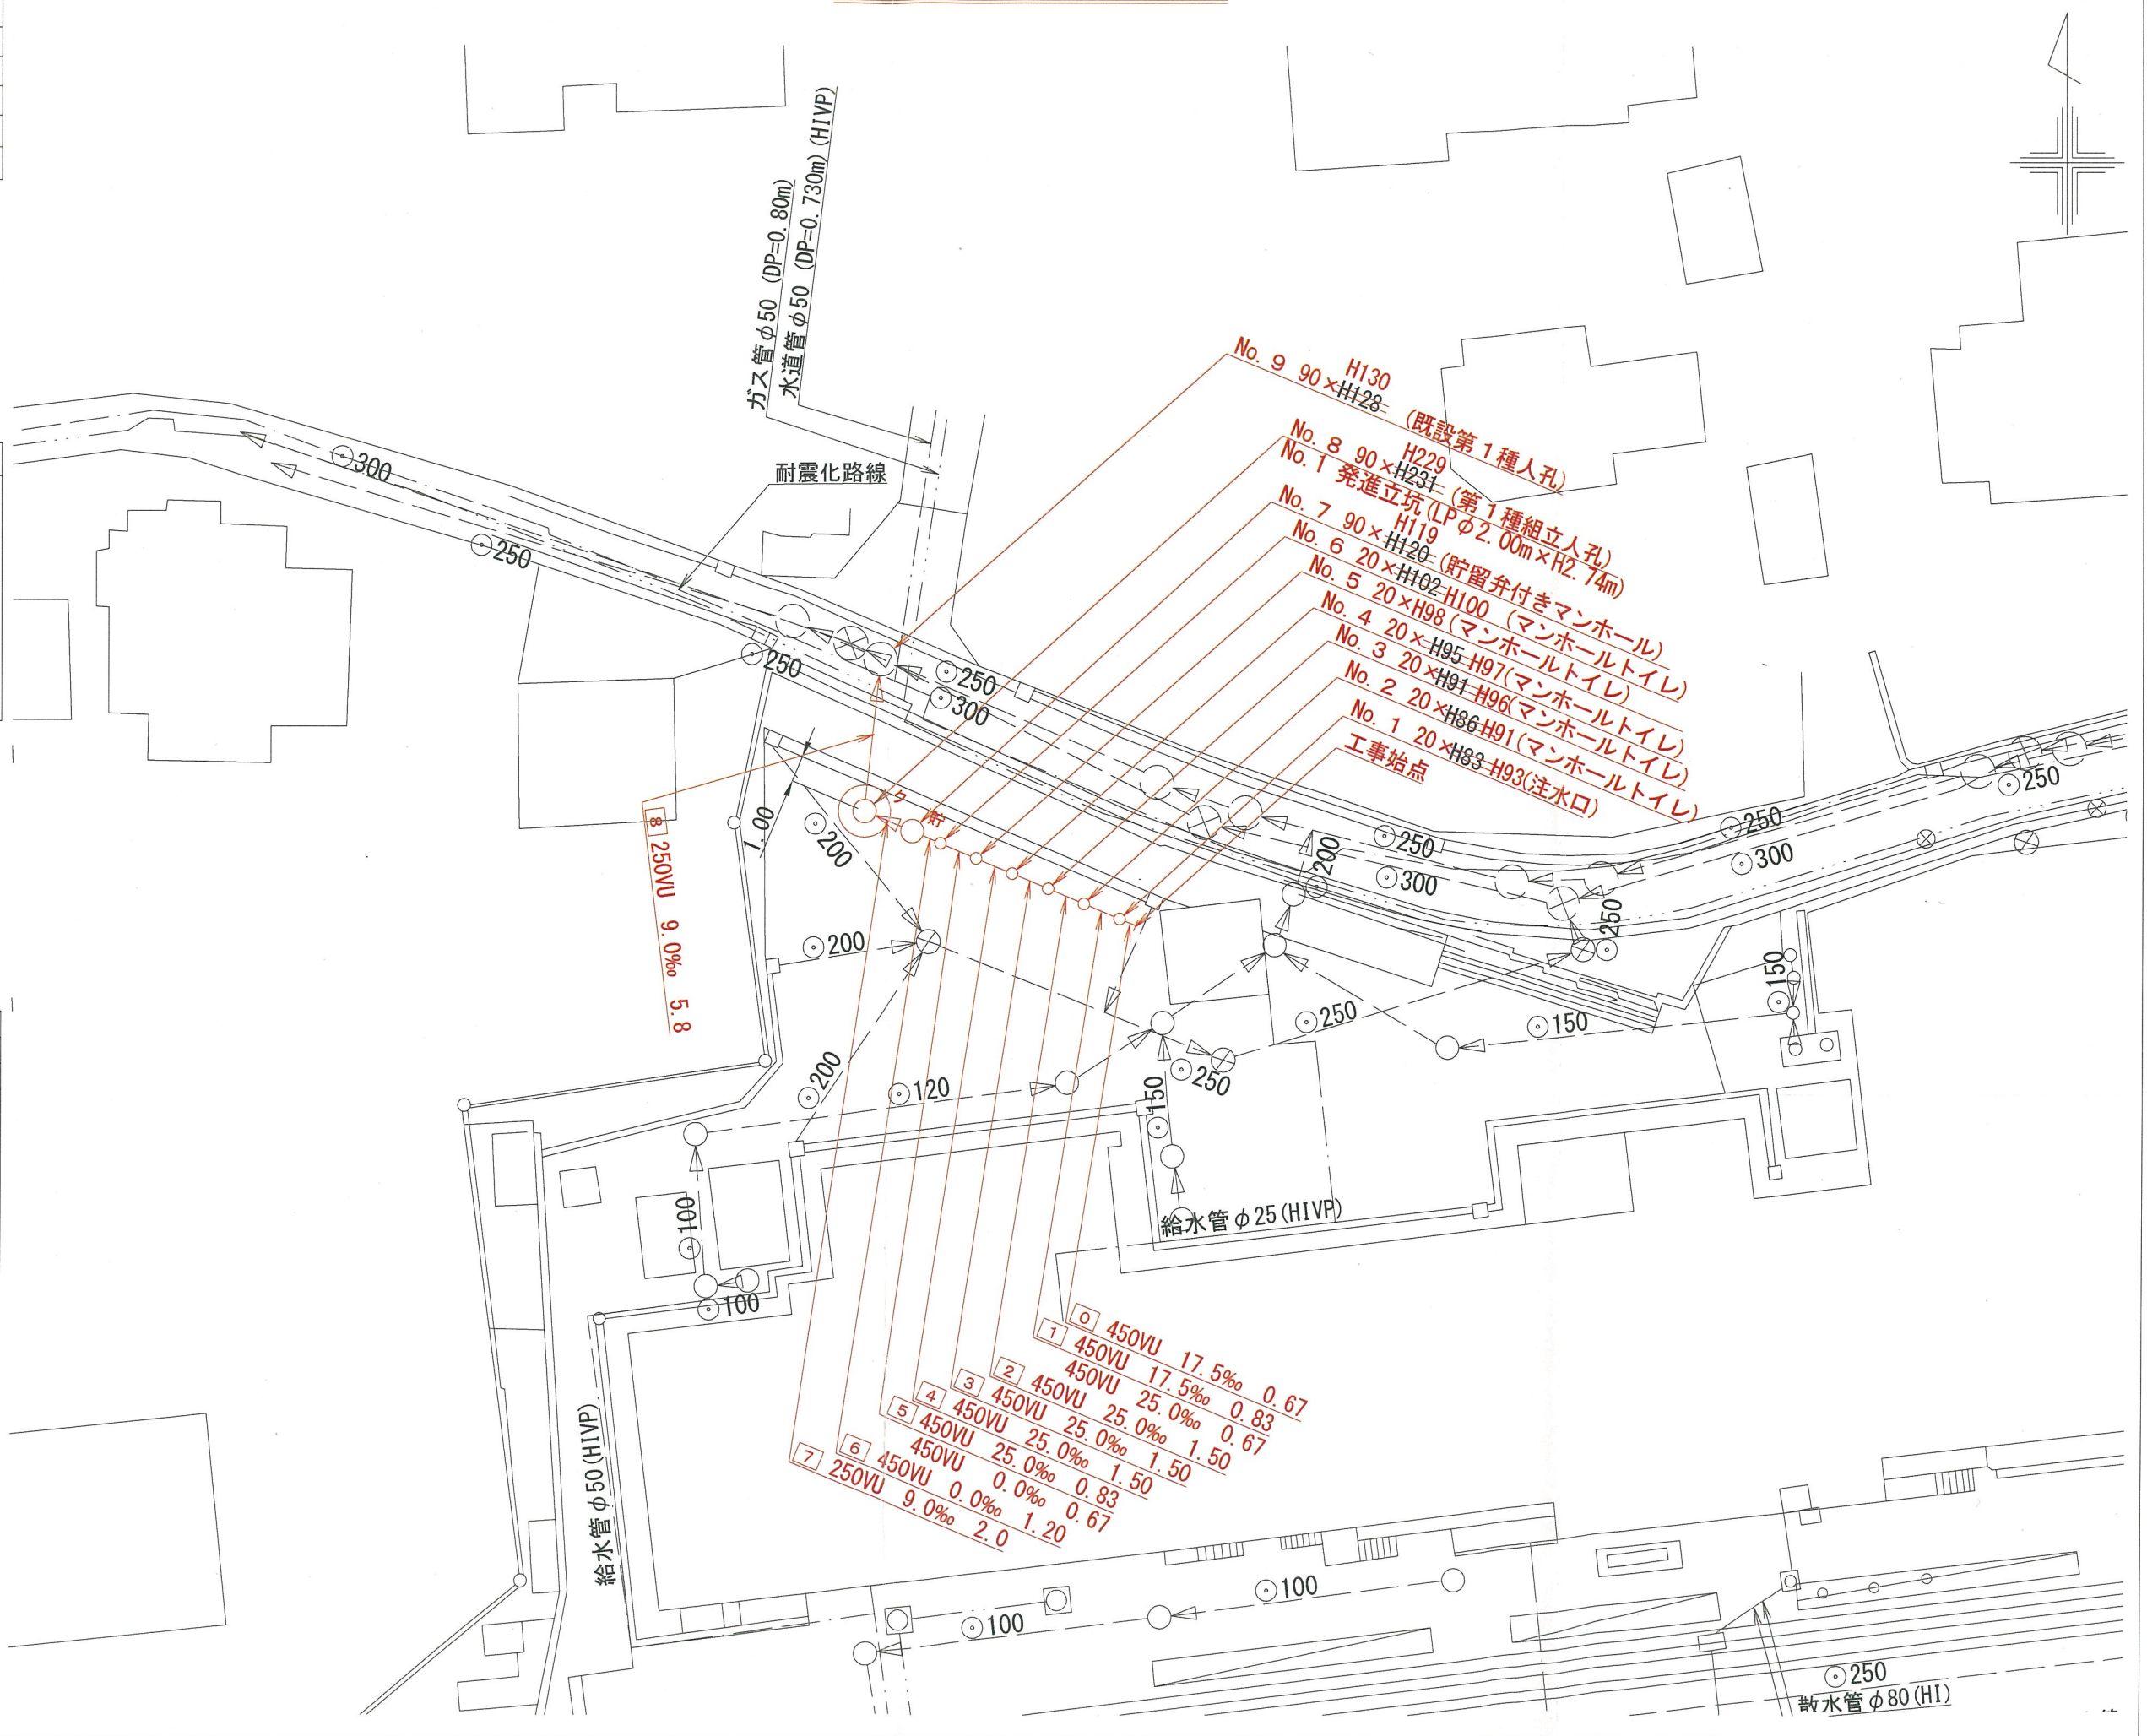 ガス管φ50 (DP=0.80m)
水道管φ50 (DP=0.730m)(HIVP)
耐震化路線
H130
No. 9 90×H128 (既設第1種人孔)
H229
No. 8 90×H231 (第1種組立人孔)
No. 1 発進立坑(LPφ2.00m×H2.74m)
H119
No. 7 90×H120 (貯留弁付きマンホール)
No. 6 20×H102 H100 (マンホールトイレ)
No. 5 20×H98(マンホールトイレ)
No. 4 20×H95 H97(マンホールトイレ)
No. 3 20×H91 H96(マンホールトイレ)
No. 2 20×H86 H91(マンホールトイレ)
No. 1 20×H83 H93(注水口)
工事始点
300
250
250
250
300
250
300
250
300
250
200
250
1.00
200
ク
貯
200
200
120
150
250
250
150
150
100
100
8 250VU 9.0‰ 5.8
給水管φ25(HIVP)
0 450VU 17.5‰ 0.67
1 450VU 17.5‰ 0.83
450VU 25.0‰ 0.67
2 450VU 25.0‰ 1.50
3 450VU 25.0‰ 1.50
4 450VU 25.0‰ 1.50
5 450VU 25.0‰ 0.83
450VU 0.0‰ 0.67
6 450VU 0.0‰ 1.20
7 250VU 9.0‰ 2.0
給水管φ50(HIVP)
100
100
250
散水管φ80(HI)